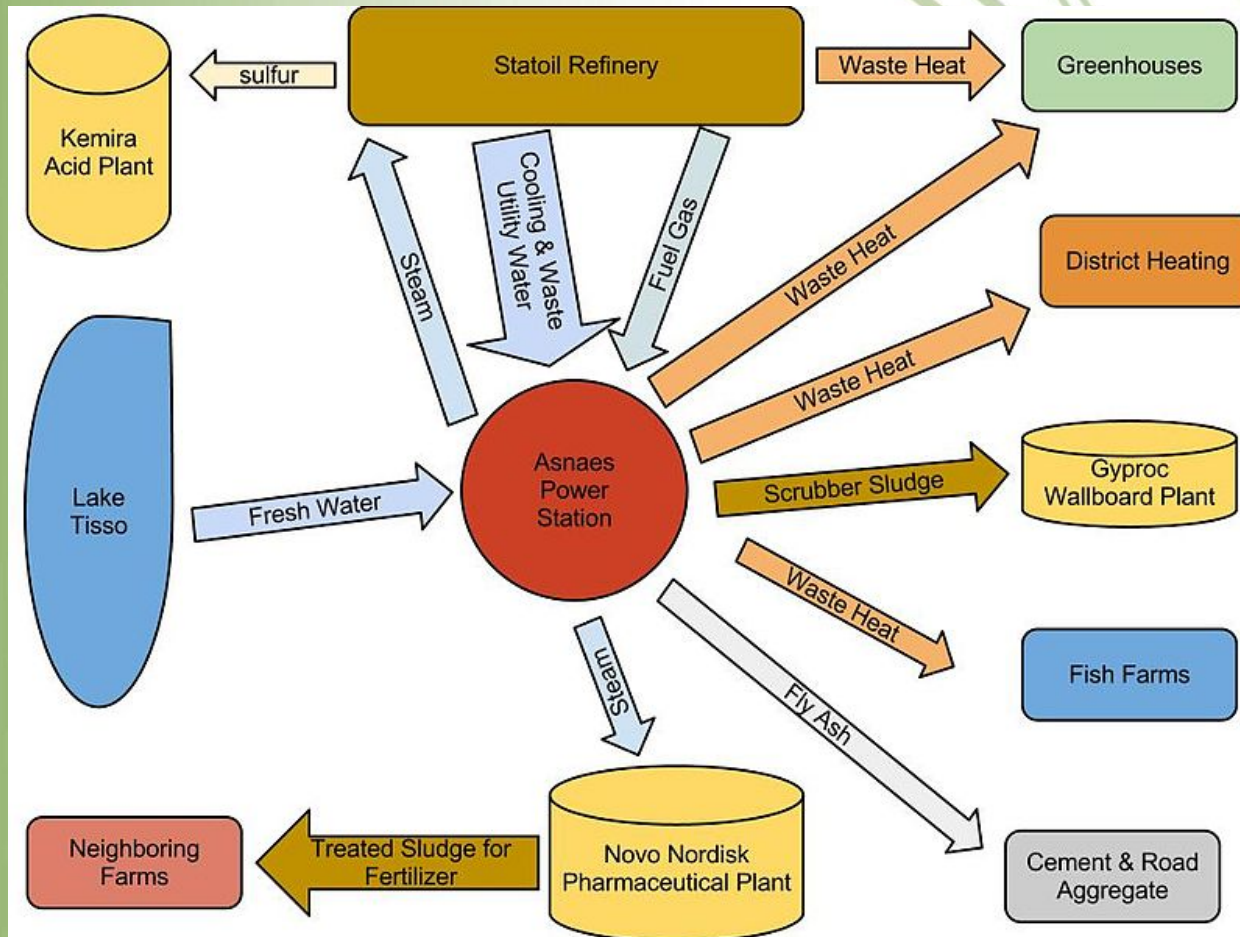 Statoil Refinery
sulfur
Waste Heat
Greenhouses
Kemira
Acid Plant
Steam
Cooling & Waste
Utility Water
Fuel Gas
Waste Heat
District Heating
Waste Heat
Lake
Tisso
Fresh Water
Asnaes
Power
Station
Scrubber Sludge
Gyproc
Wallboard Plant
Waste Heat
Fish Farms
Steam
Fly Ash
Neighboring
Farms
Treated Sludge for
Fertilizer
Novo Nordisk
Pharmaceutical Plant
Cement & Road
Aggregate